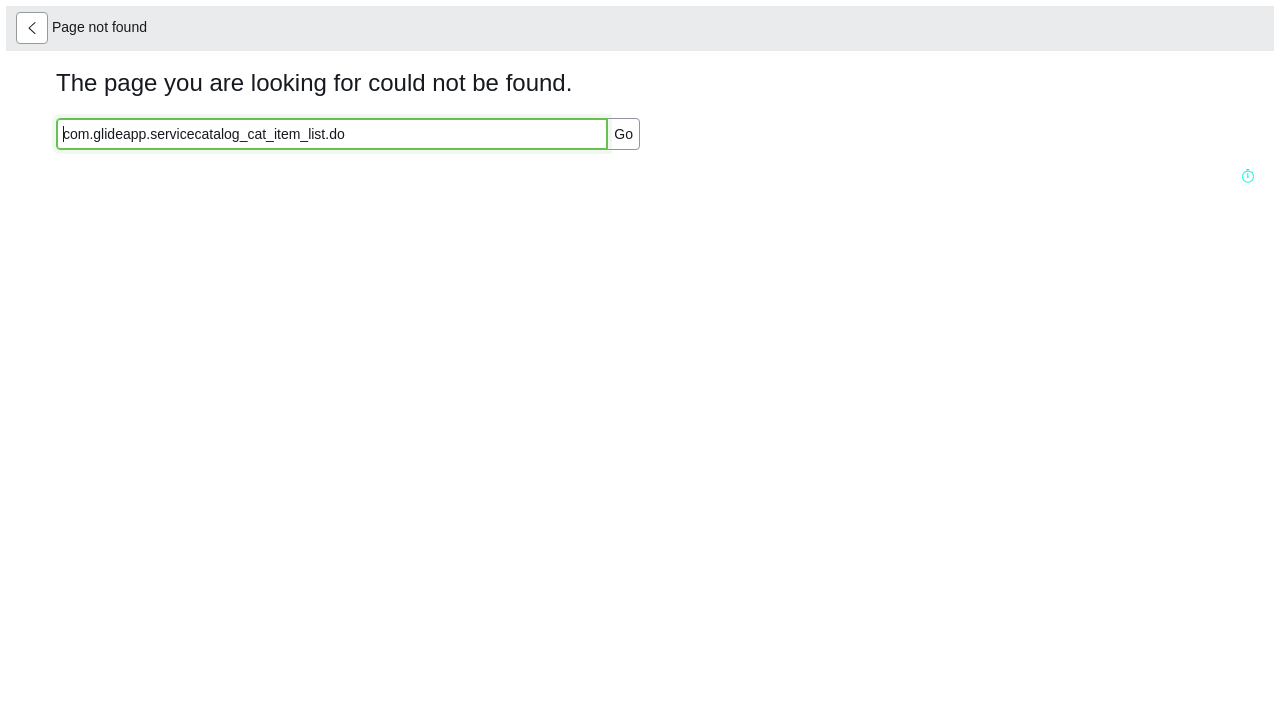 Page not found
The page you are looking for could not be found.
com.glideapp.servicecatalog_cat_item_list.do
Go